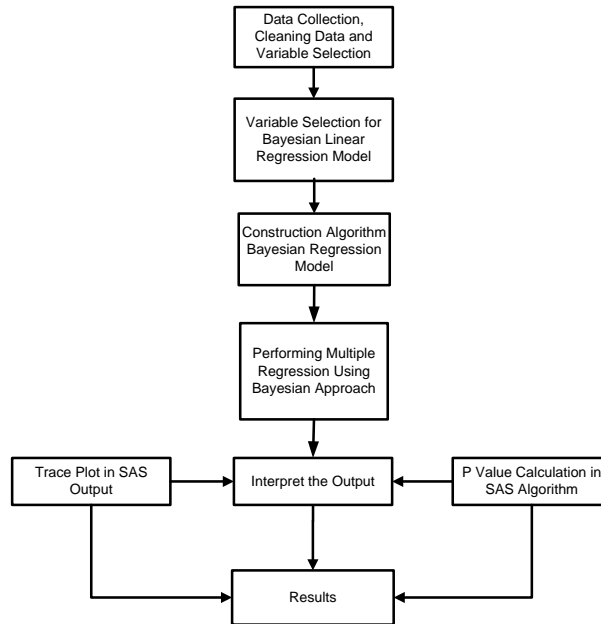 Data Collection,
Cleaning Data and
Variable Selection
Variable Selection for
Bayesian Linear
Regression Model
Construction Algorithm
Bayesian Regression
Model
Performing Multiple
Regression Using
Bayesian Approach
Trace Plot in SAS
Output
Interpret the Output
P Value Calculation in
SAS Algorithm
Results